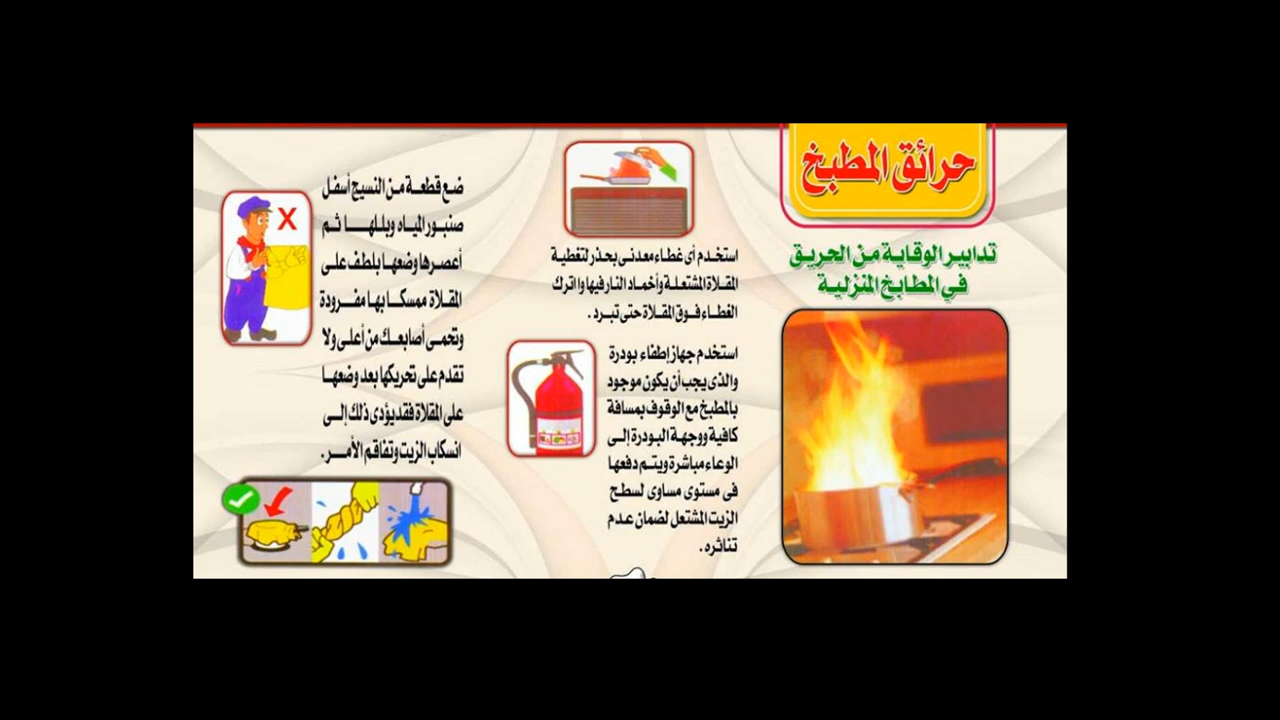 حرائق المطبخ
تدابير الوقاية من الحريق
في المطابخ المنزلية
استخدم أى غطاء معدنى بحذر لتغطية
المقلاة المشتعلة وأخماد النار فيها واترك
الغطاء فوق المقلاة حتى تبرد .
استخدم جهاز إطفاء بودرة
والذى يجب أن يكون موجود
بالمطبخ مع الوقوف بمسافة
كافية ووجهة البودرة إلى
الوعاء مباشرة ويتم دفعها
فى مستوى مساوى لسطح
الزيت المشتعل لضمان عدم
تناثره .
ضع قطعة من النسيج أسفل
صنبور المياه وبللها ثم
أعصرها وضعها بلطف على
المقلاة ممسكا بها مفرودة
وتحمى أصابعك من أعلى ولا
تقدم على تحريكها بعد وضعها
على المقلاة فقد يؤدى ذلك إلى
انسكاب الزيت وتفاقم الأمر .
X